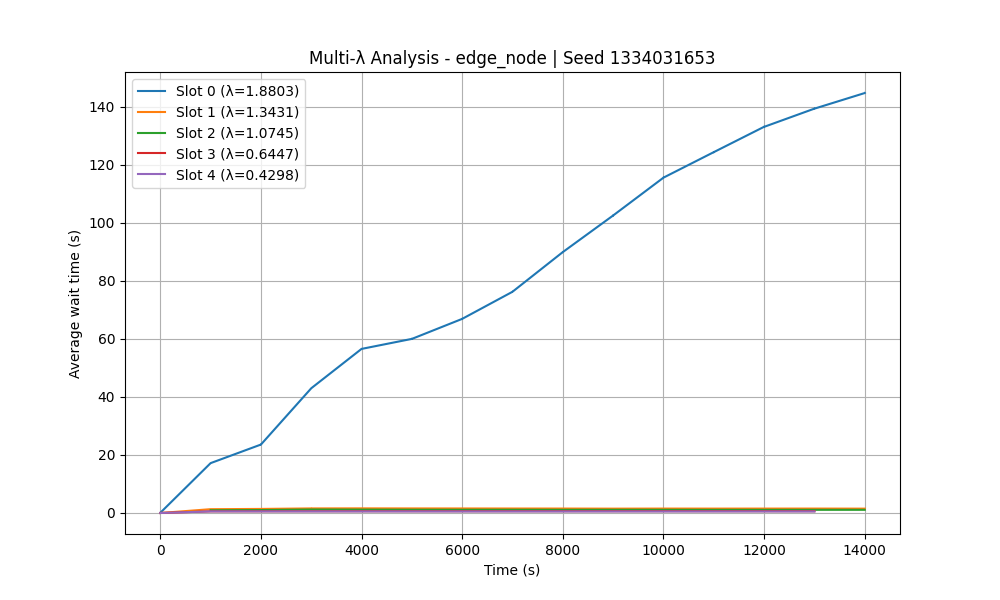 Multi-λ Analysis - edge_node | Seed 1334031653
Slot 0 (λ=1.8803)
Slot 1 (λ=1.3431)
Slot 2 (λ=1.0745)
Slot 3 (λ=0.6447)
Slot 4 (λ=0.4298)
Average wait time (s)
140
120
100
80
60
40
20
0
0 2000 4000 6000 8000 10000 12000 14000
Time (s)